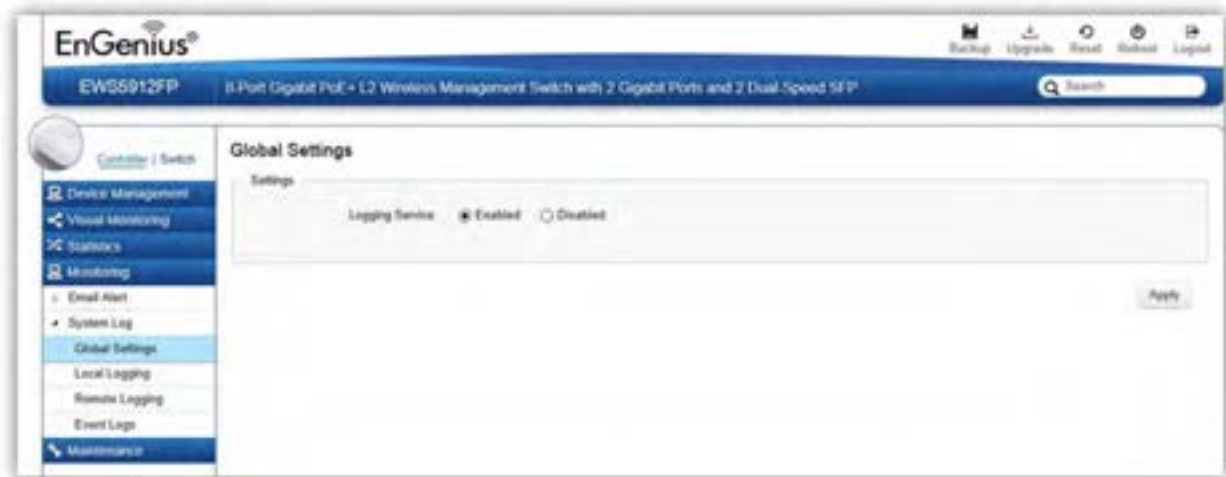 EnGenius®
Backup Upgrade Reset Reboot Logout
EWS5912FP
8-Port Gigabit PoE+ L2 Wireless Management Switch with 2 Gigabit Ports and 2 Dual-Speed SFP
Search
Controller | Switch
Device Management
Visual Monitoring
Statistics
Monitoring
Email Alert
System Log
Global Settings
Local Logging
Remote Logging
Event Logs
Maintenance
Global Settings
Settings
Logging Service Enabled Disabled
Apply